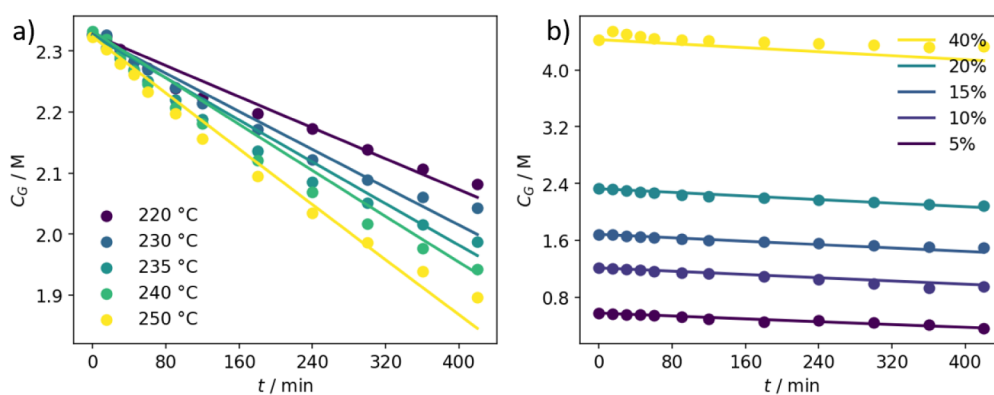 a)
C_G / M
2.3
2.2
2.1
2.0
1.9
220 °C
230 °C
235 °C
240 °C
250 °C
0 80 160 240 320 400
t / min
b)
C_G / M
4.0
3.2
2.4
1.6
0.8
40%
20%
15%
10%
5%
0 80 160 240 320 400
t / min